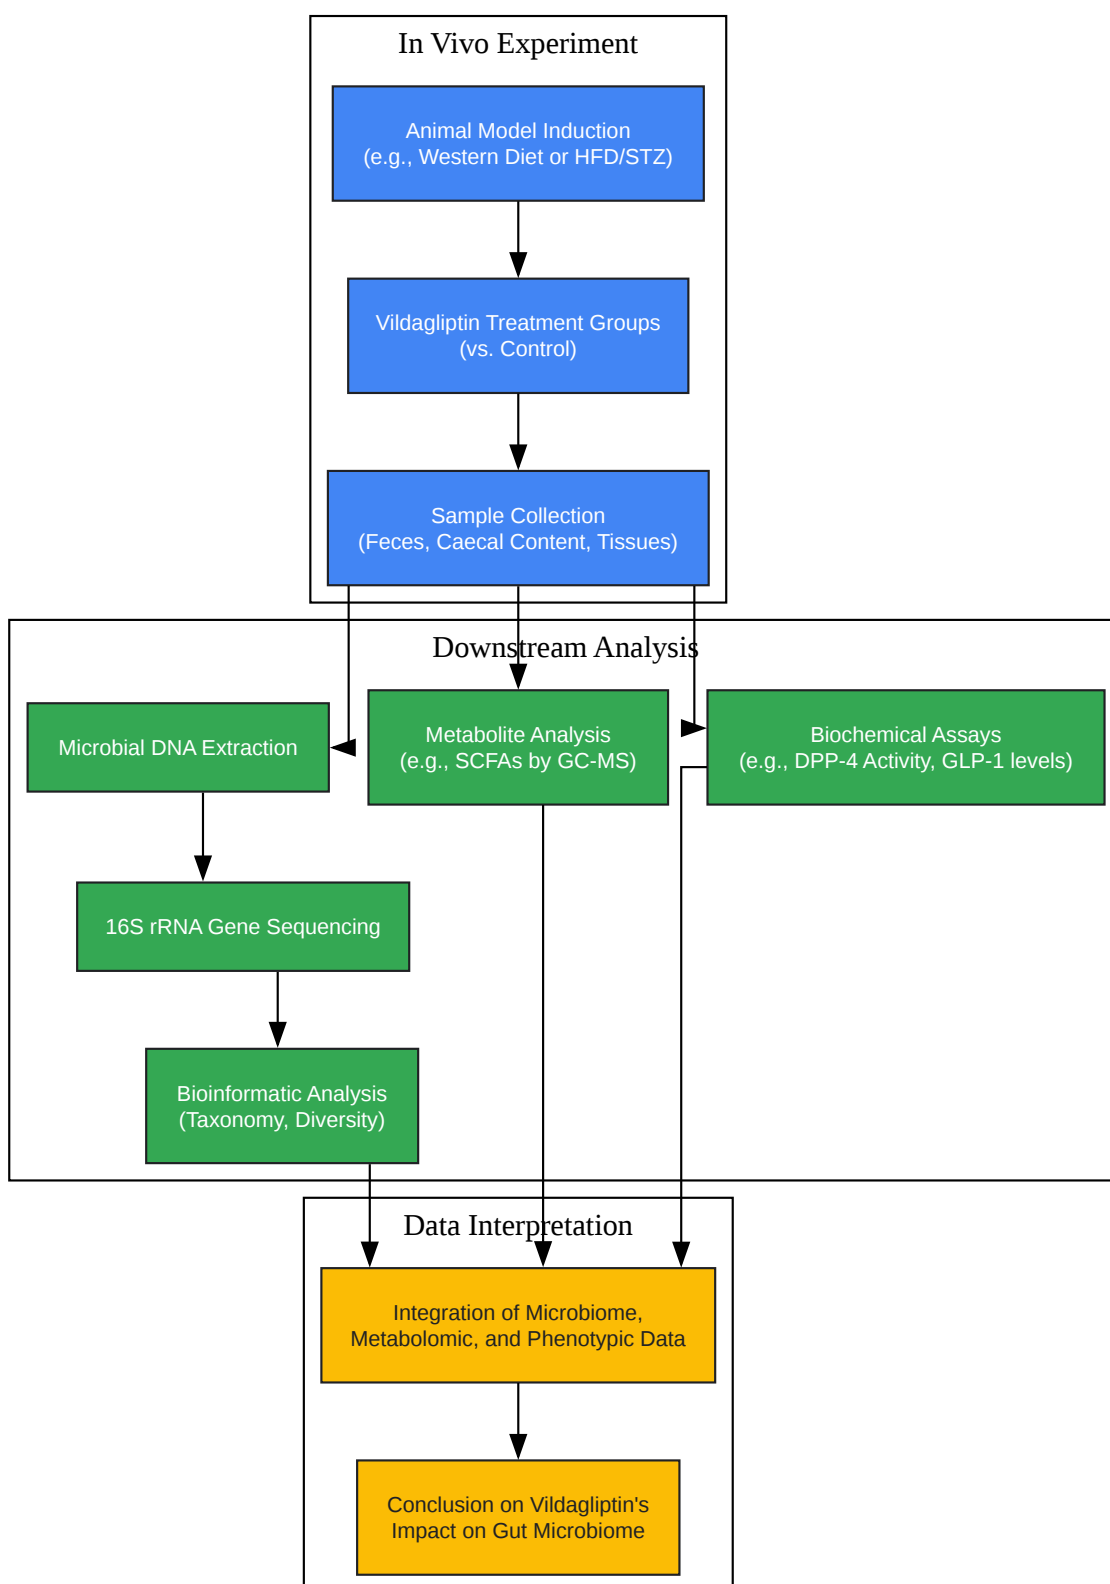 In Vivo Experiment
Animal Model Induction
(e.g., Western Diet or HFD/STZ)
Vildagliptin Treatment Groups
(vs. Control)
Sample Collection
(Feces, Caecal Content, Tissues)
Downstream Analysis
Microbial DNA Extraction
Metabolite Analysis
(e.g., SCFAs by GC-MS)
Biochemical Assays
(e.g., DPP-4 Activity, GLP-1 levels)
16S rRNA Gene Sequencing
Bioinformatic Analysis
(Taxonomy, Diversity)
Data Interpretation
Integration of Microbiome,
Metabolomic, and Phenotypic Data
Conclusion on Vildagliptin's
Impact on Gut Microbiome